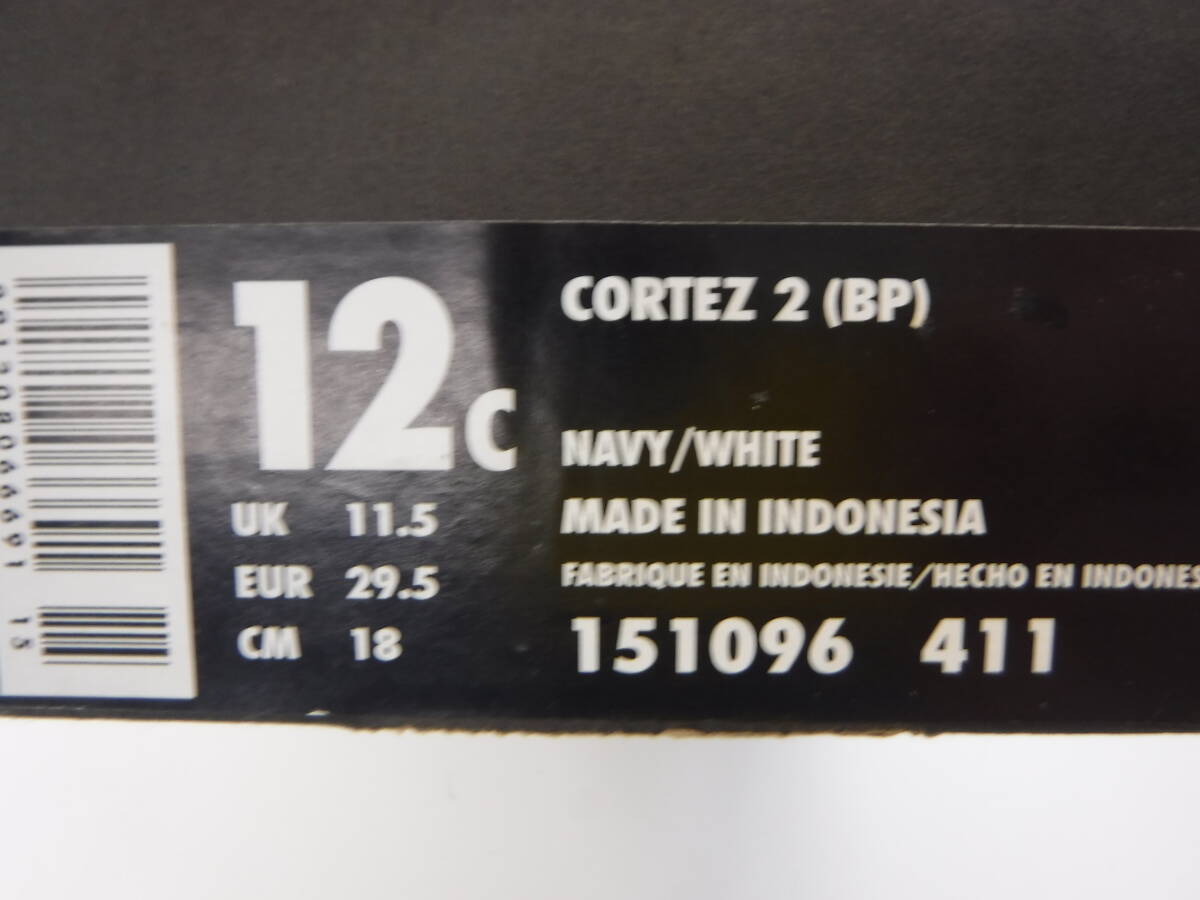 12C
UK 11.5
EUR 29.5
CM 18
CORTEZ 2 (BP)
NAVY/WHITE
MADE IN INDONESIA
FABRIQUE EN INDONESIE/HECHO EN INDONES
151096 411
15